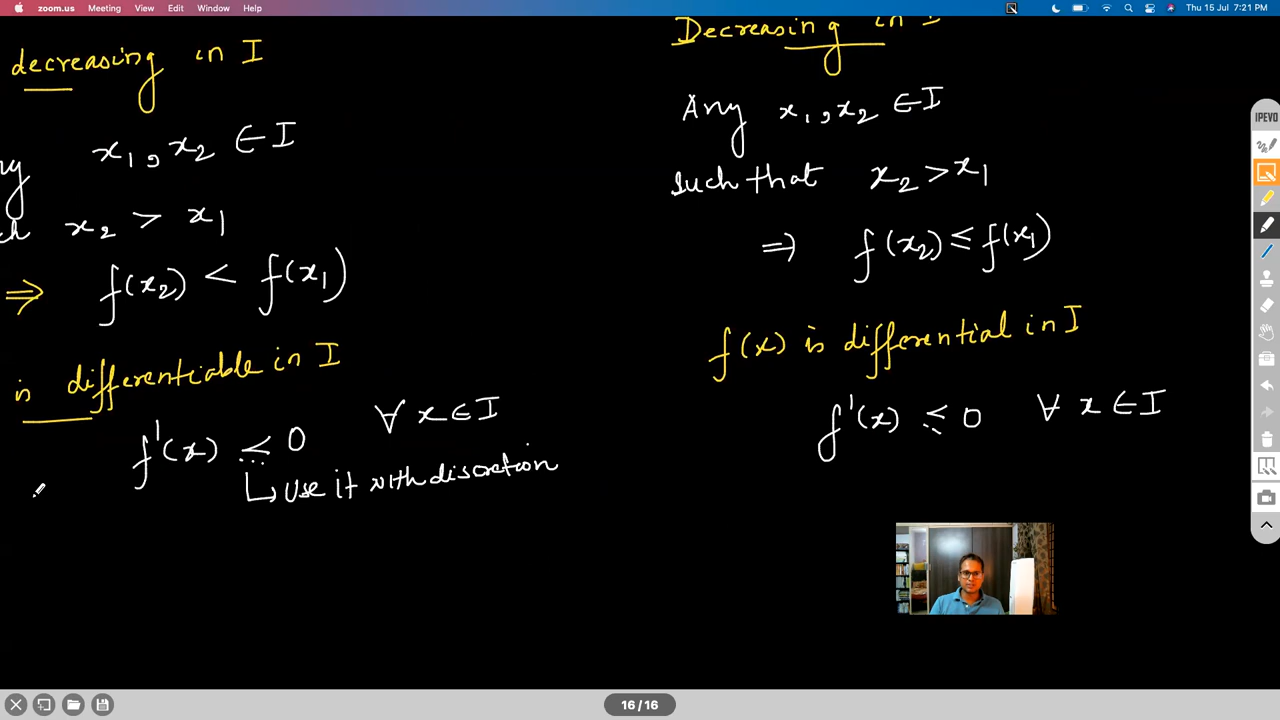 zoom.us Meeting View Edit Window Help Thu 15 Jul 7:21 PM
decreasing in I
x₁, x₂ ∈ I
x₂ > x₁
⇒ f(x₂) < f(x₁)
is differentiable in I
f'(x) ≤ 0 ∀ x ∈ I
↳ Use it with discretion
Decreasing in I
Any x₁, x₂ ∈ I
such that x₂ > x₁
⇒ f(x₂) ≤ f(x₁)
f(x) is differential in I
f'(x) ≤ 0 ∀ x ∈ I
IPEVO
16/16